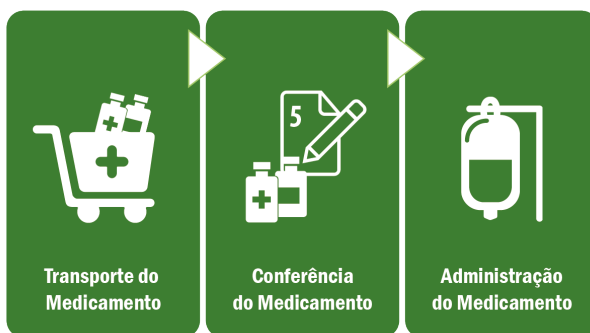 5
Transporte do
Medicamento
Conferência
do Medicamento
Administração
do Medicamento